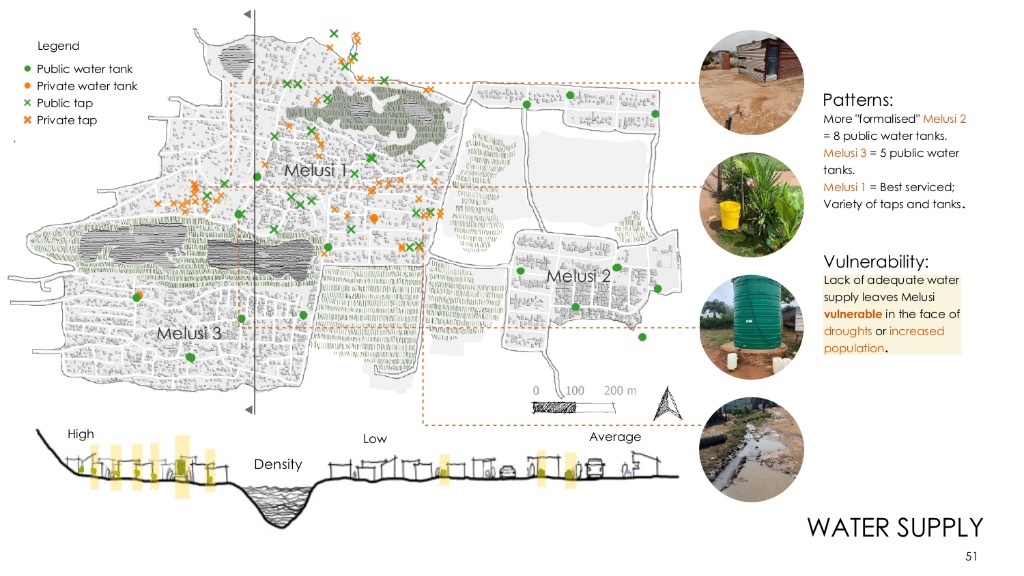 Legend
Public water tank
Private water tank
Public tap
Private tap
Melusi 1
Melusi 2
Melusi 3
0 100 200 m
High
Low
Average
Density
Patterns:
More "formalised" Melusi 2
= 8 public water tanks.
Melusi 3 = 5 public water
tanks.
Melusi 1 = Best serviced;
Variety of taps and tanks.
Vulnerability:
Lack of adequate water
supply leaves Melusi
vulnerable in the face of
droughts or increased
population.
WATER SUPPLY
51